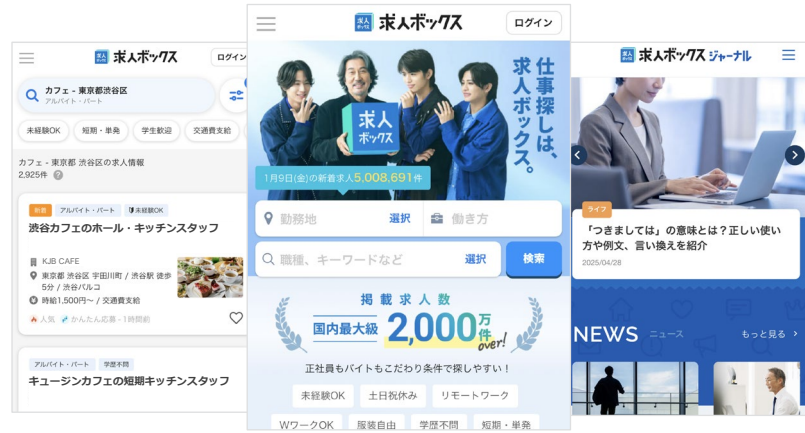 求人ボックス
ログイン
カフェ - 東京都渋谷区
アルバイト・パート
未経験OK
短期・単発
学生歓迎
交通費支給
カフェ - 東京都 渋谷区の求人情報
2,925件
新着
アルバイト・パート
未経験OK
渋谷カフェのホール・キッチンスタッフ
KJB CAFE
東京都 渋谷区 宇田川町 / 渋谷駅 徒歩
5分 / 渋谷パルコ
時給1,500円〜 / 交通費支給
人気
かんたん応募 - 1時間前
アルバイト・パート
学歴不問
キュージンカフェの短期キッチンスタッフ
求人ボックス
ログイン
仕事探しは、
求人ボックス。
求人
ボックス
1月9日(金)の新着求人5,008,691件
勤務地
選択
働き方
職種、キーワードなど
選択
検索
掲載求人数
国内最大級
2,000万件
over!
正社員もバイトもこだわり条件で探しやすい！
未経験OK
土日祝休み
リモートワーク
WワークOK
服装自由
学歴不問
短期・単発
求人ボックス ジャーナル
ライフ
「つきましては」の意味とは？正しい使い
方や例文、言い換えを紹介
2025/04/28
NEWS
ニュース
もっと見る